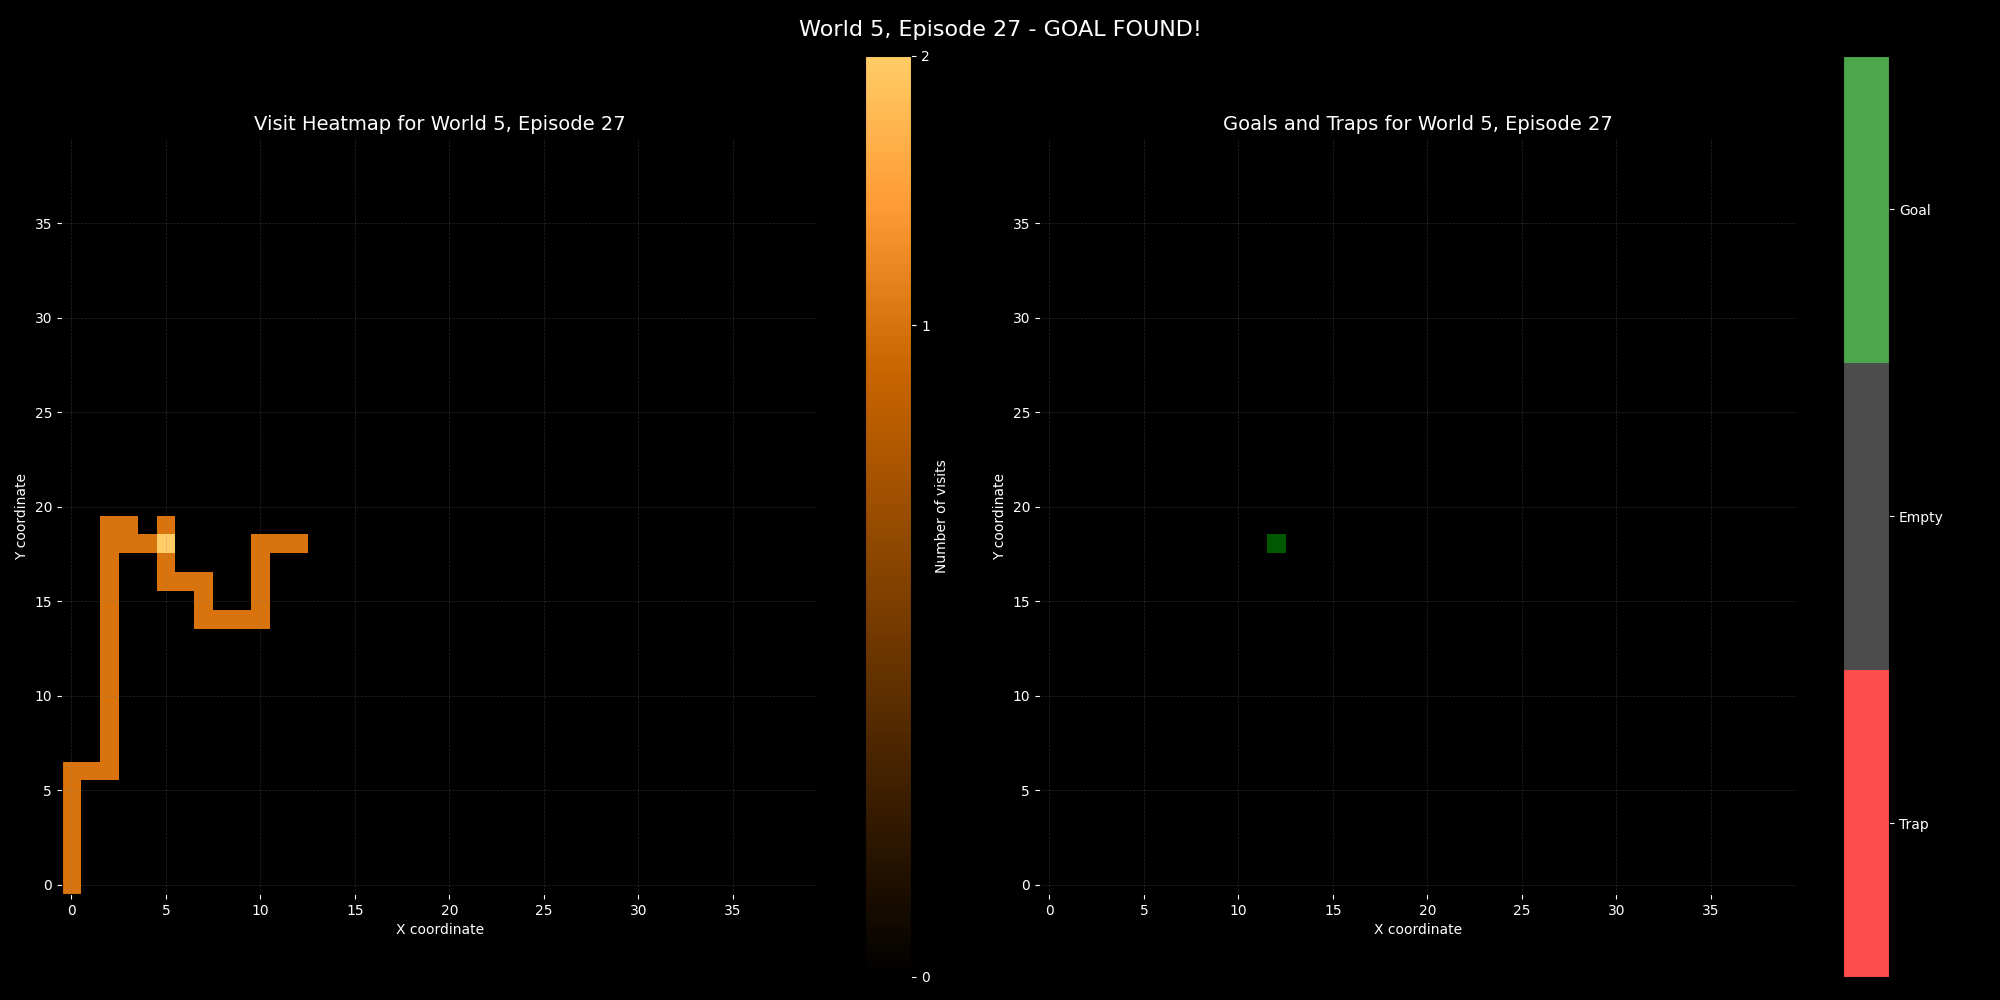 World 5, Episode 27 - GOAL FOUND!
Visit Heatmap for World 5, Episode 27
Y coordinate
35
30
25
20
15
10
5
0
0 5 10 15 20 25 30 35
X coordinate
2
1
0
Number of visits
Goals and Traps for World 5, Episode 27
Y coordinate
35
30
25
20
15
10
5
0
0 5 10 15 20 25 30 35
X coordinate
Goal
Empty
Trap